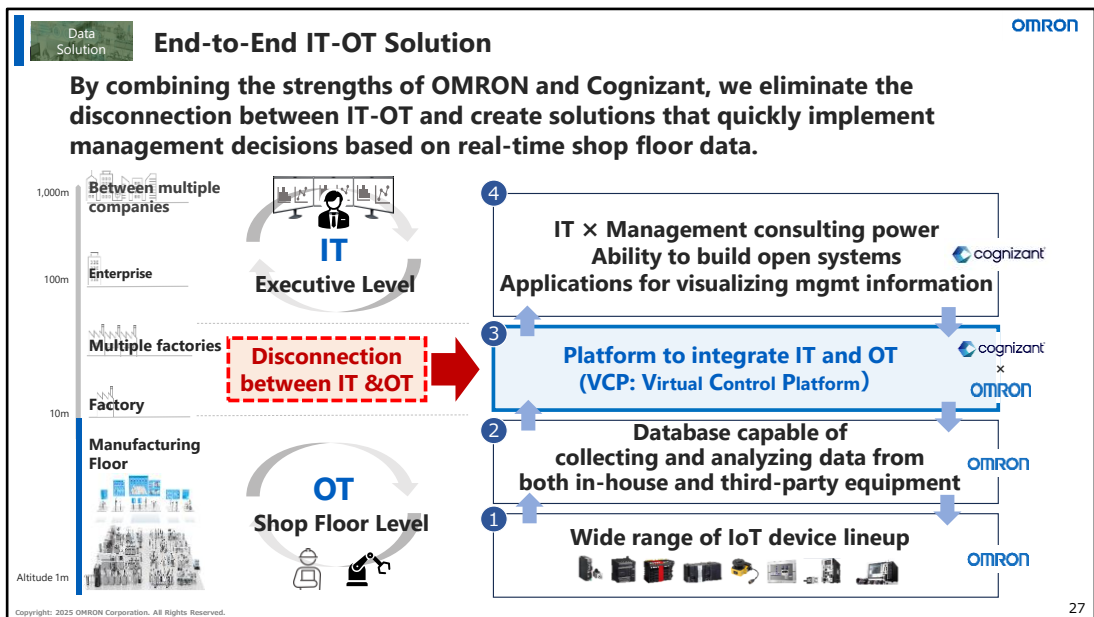 Data
Solution
End-to-End IT-OT Solution
OMRON
By combining the strengths of OMRON and Cognizant, we eliminate the
disconnection between IT-OT and create solutions that quickly implement
management decisions based on real-time shop floor data.
1,000m
Between multiple
companies
100m
Enterprise
Multiple factories
Factory
10m
Manufacturing
Floor
Altitude 1m
IT
Executive Level
Disconnection
between IT &OT
OT
Shop Floor Level
4
IT × Management consulting power
Ability to build open systems
Applications for visualizing mgmt information
cognizant
3
Platform to integrate IT and OT
(VCP: Virtual Control Platform）
cognizant
×
OMRON
2
Database capable of
collecting and analyzing data from
both in-house and third-party equipment
OMRON
1
Wide range of IoT device lineup
OMRON
Copyright: 2025 OMRON Corporation. All Rights Reserved.
27